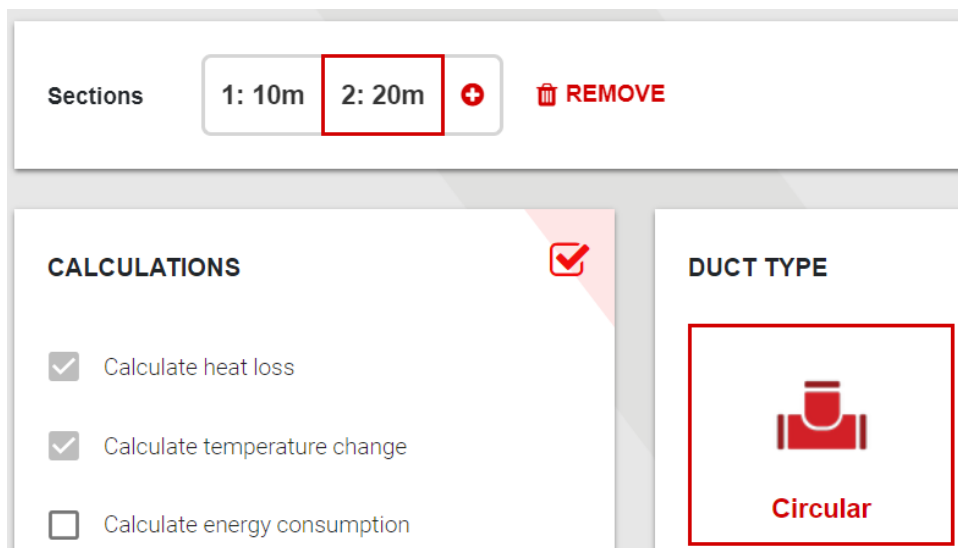 Sections 1: 10m 2: 20m REMOVE
CALCULATIONS
Calculate heat loss
Calculate temperature change
Calculate energy consumption
DUCT TYPE
Circular